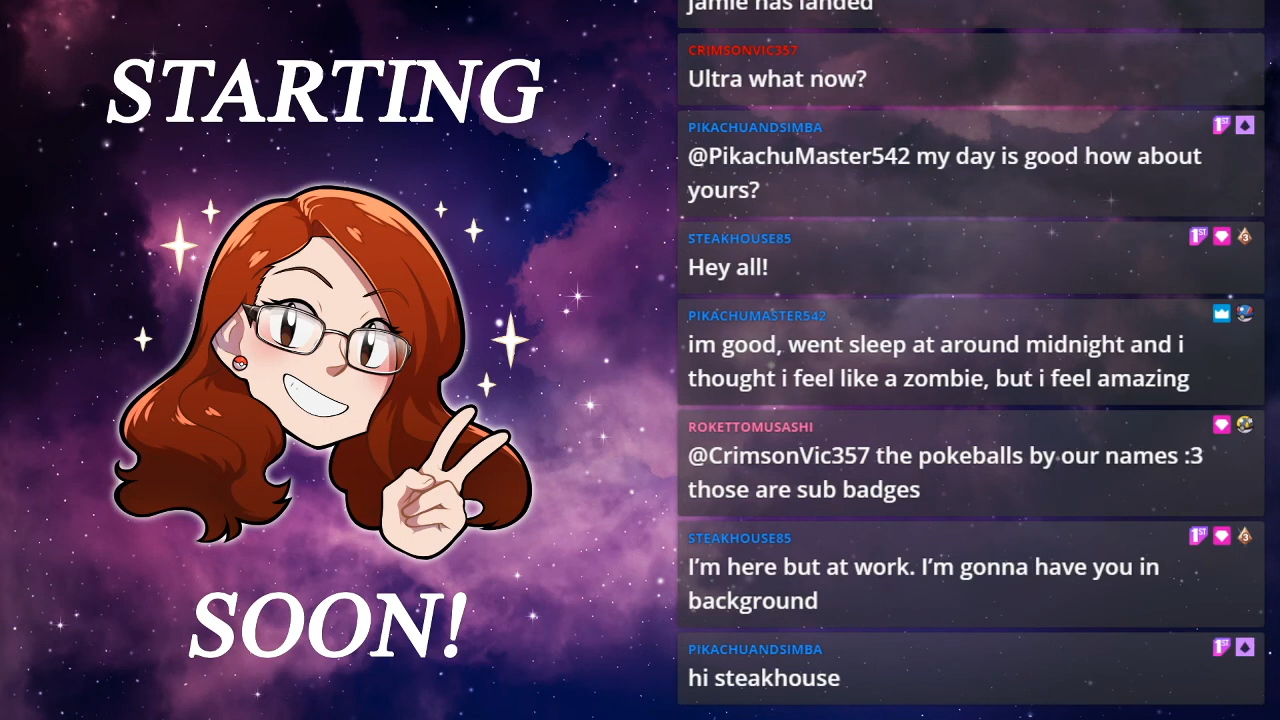 STARTING
SOON!
jamie has landed
CRIMSONVIC357
Ultra what now?
PIKACHUANDSIMBA
@PikachuMaster542 my day is good how about
yours?
STEAKHOUSE85
Hey all!
PIKACHUMASTER542
im good, went sleep at around midnight and i
thought i feel like a zombie, but i feel amazing
ROKETTOMUSASHI
@CrimsonVic357 the pokeballs by our names :3
those are sub badges
STEAKHOUSE85
I’m here but at work. I’m gonna have you in
background
PIKACHUANDSIMBA
hi steakhouse